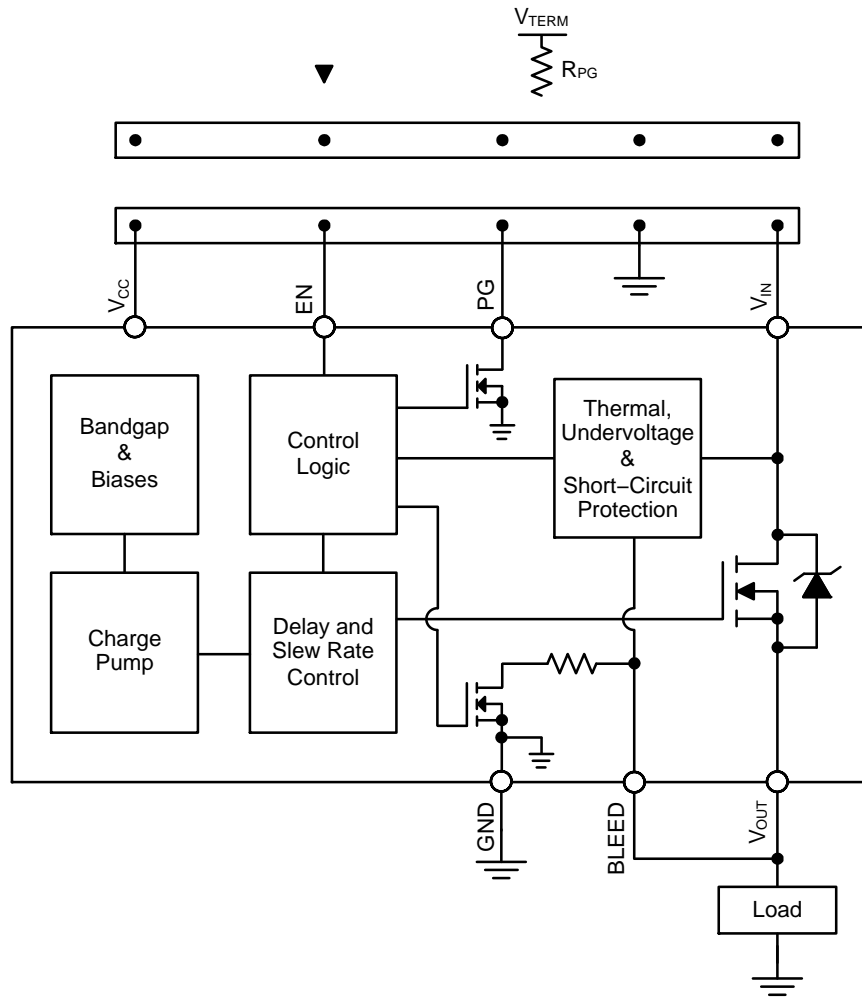 VTERM
RPG
VCC
EN
PG
VIN
Bandgap
&
Biases
Control
Logic
Thermal,
Undervoltage
&
Short−Circuit
Protection
Charge
Pump
Delay and
Slew Rate
Control
GND
BLEED
VOUT
Load